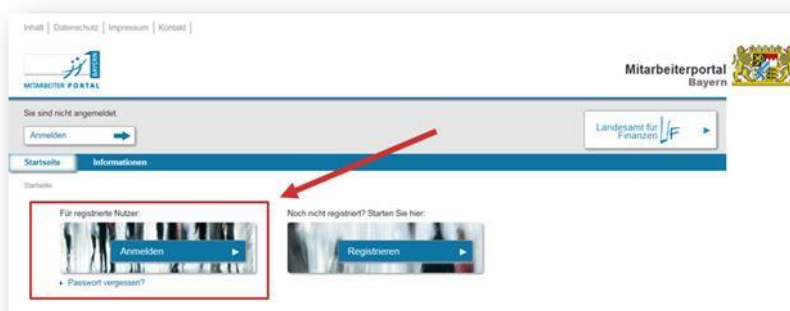 Inhalt | Datenschutz | Impressum | Kontakt |
BAYERN
MITARBEITER PORTAL
Mitarbeiterportal
Bayern
Sie sind nicht angemeldet.
Anmelden
Landesamt für
Finanzen LfF
Startseite Informationen
Startseite
Für registrierte Nutzer: Noch nicht registriert? Starten Sie hier:
Anmelden Registrieren
Passwort vergessen?